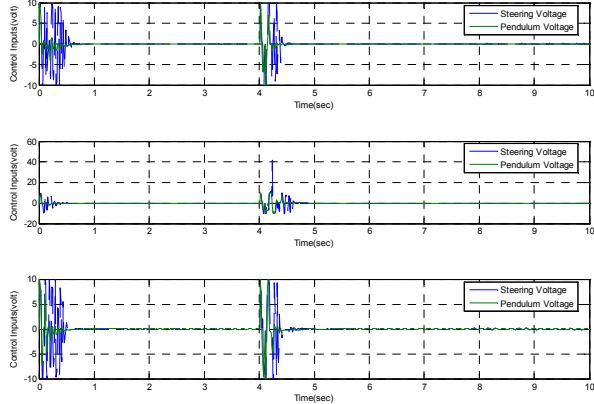 10
5
0
-5
-10
Control Inputs(volt)
Steering Voltage
Pendulum Voltage
0 1 2 3 4 5 6 7 8 9 10
Time(sec)
60
40
20
0
-20
Control Inputs(volt)
Steering Voltage
Pendulum Voltage
0 1 2 3 4 5 6 7 8 9 10
Time(sec)
10
5
0
-5
-10
Control Inputs(volt)
Steering Voltage
Pendulum Voltage
0 1 2 3 4 5 6 7 8 9 10
Time(sec)